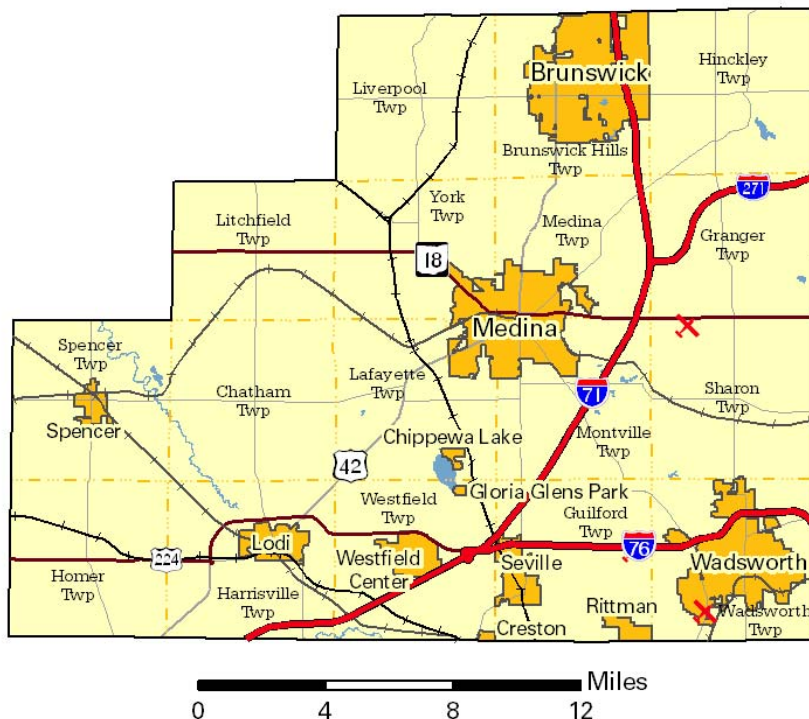 Brunswick
Hinckley
Twp
Liverpool
Twp
Brunswick Hills
Twp
271
Litchfield
Twp
York
Twp
Medina
Twp
Granger
Twp
18
Medina
Spencer
Twp
Chatham
Twp
Lafayette
Twp
71
Sharon
Twp
Spencer
Chippewa Lake
Montville
Twp
42
Gloria Glens Park
Westfield
Twp
Guilford
Twp
224
Lodi
Westfield
Center
Seville
76
Wadsworth
Homer
Twp
Harrisville
Twp
Creston
Rittman
Wadsworth
Twp
Miles
0 4 8 12